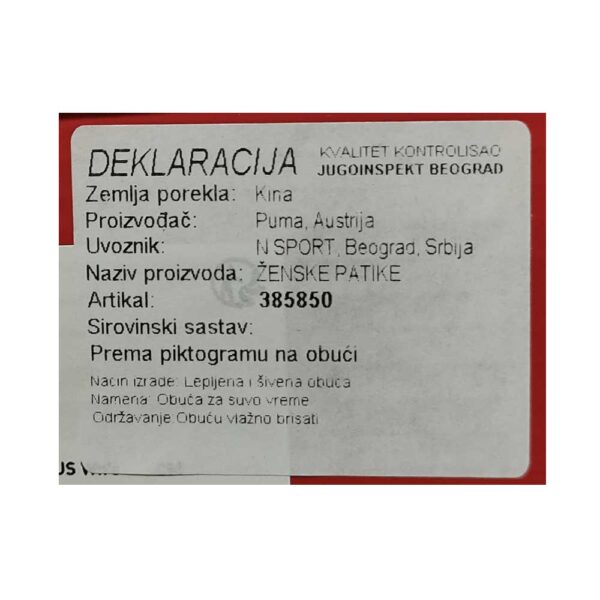 DEKLARACIJA
KVALITET KONTROLISAO
JUGOINSPEKT BEOGRAD
Zemlja porekla: Kina
Proizvođač: Puma, Austrija
Uvoznik: N SPORT, Beograd, Srbija
Naziv proizvoda: ŽENSKE PATIKE
Artikal: 385850
Sirovinski sastav:
Prema piktogramu na obući
Način izrade: Lepljena i šivena obuća
Namena: Obuća za suvo vreme
Održavanje:Obuću vlažno brisati
US